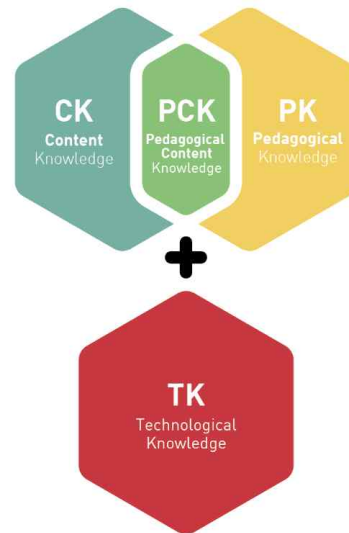 CK
Content
Knowledge
PCK
Pedagogical
Content
Knowledge
PK
Pedagogical
Knowledge
TK
Technological
Knowledge